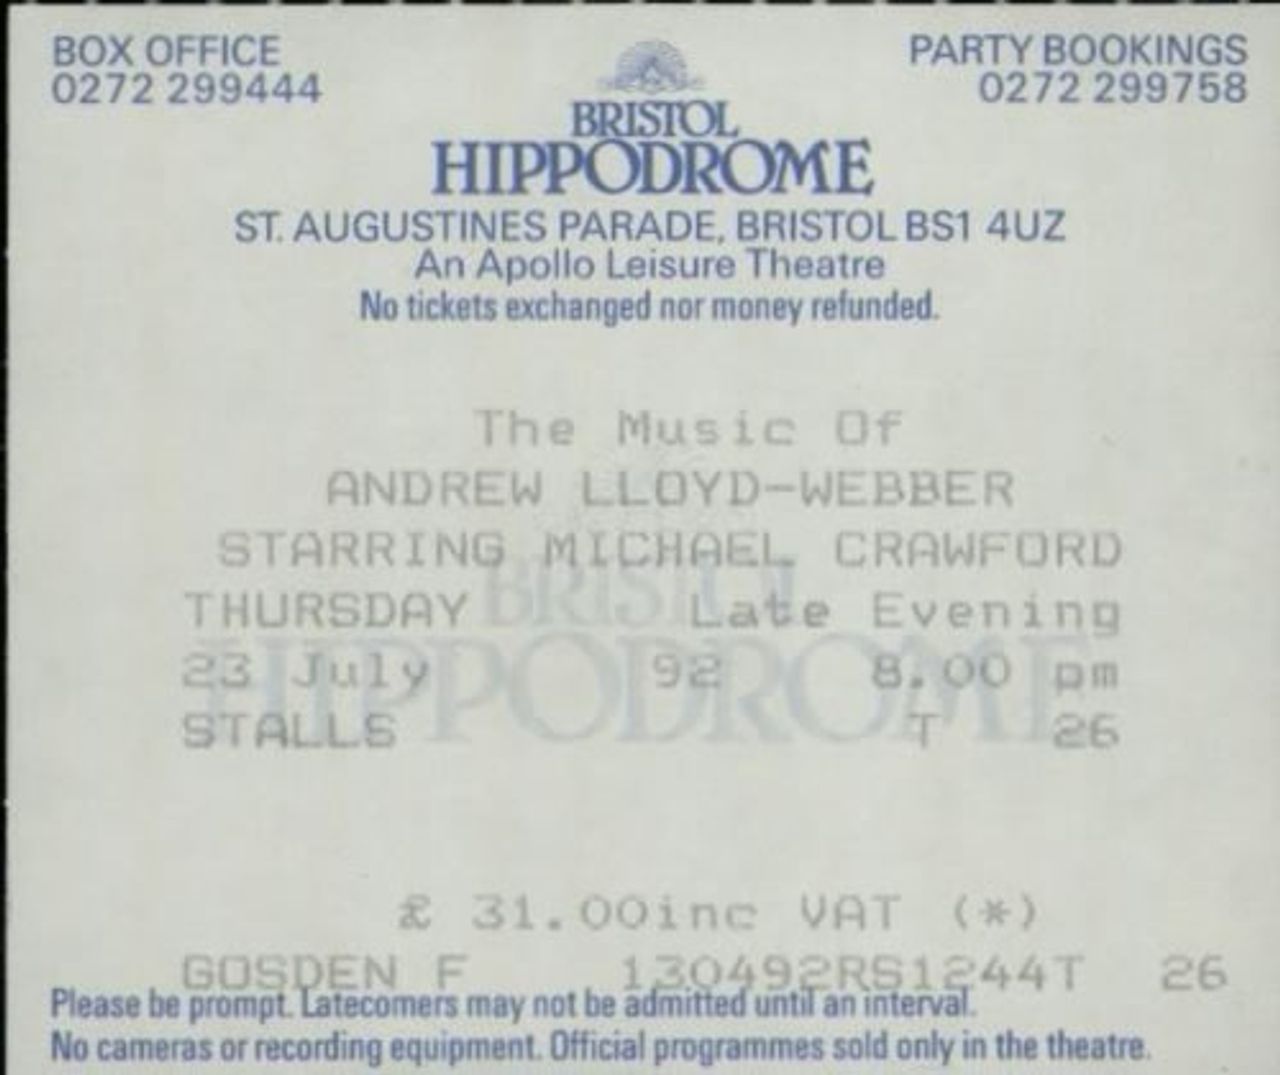 BOX OFFICE
0272 299444
PARTY BOOKINGS
0272 299758
BRISTOL
HIPPODROME
ST. AUGUSTINES PARADE, BRISTOL BS1 4UZ
An Apollo Leisure Theatre
No tickets exchanged nor money refunded.
The Music Of
ANDREW LLOYD-WEBBER
STARRING MICHAEL CRAWFORD
BRISTOL
THURSDAY Late Evening
HIPPODROME
23 July 92 8.00 pm
STALLS T 26
£ 31.00inc VAT (*)
GOSDEN F 130492RS1244T 26
Please be prompt. Latecomers may not be admitted until an interval.
No cameras or recording equipment. Official programmes sold only in the theatre.